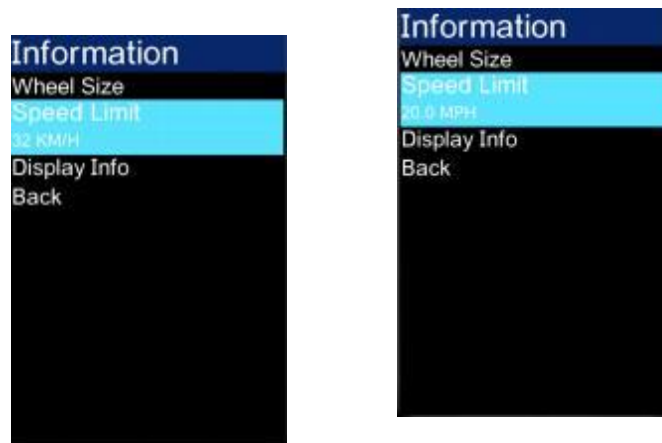 Information
Wheel Size
Speed Limit
32 KM/H
Display Info
Back
Information
Wheel Size
Speed Limit
20.0 MPH
Display Info
Back